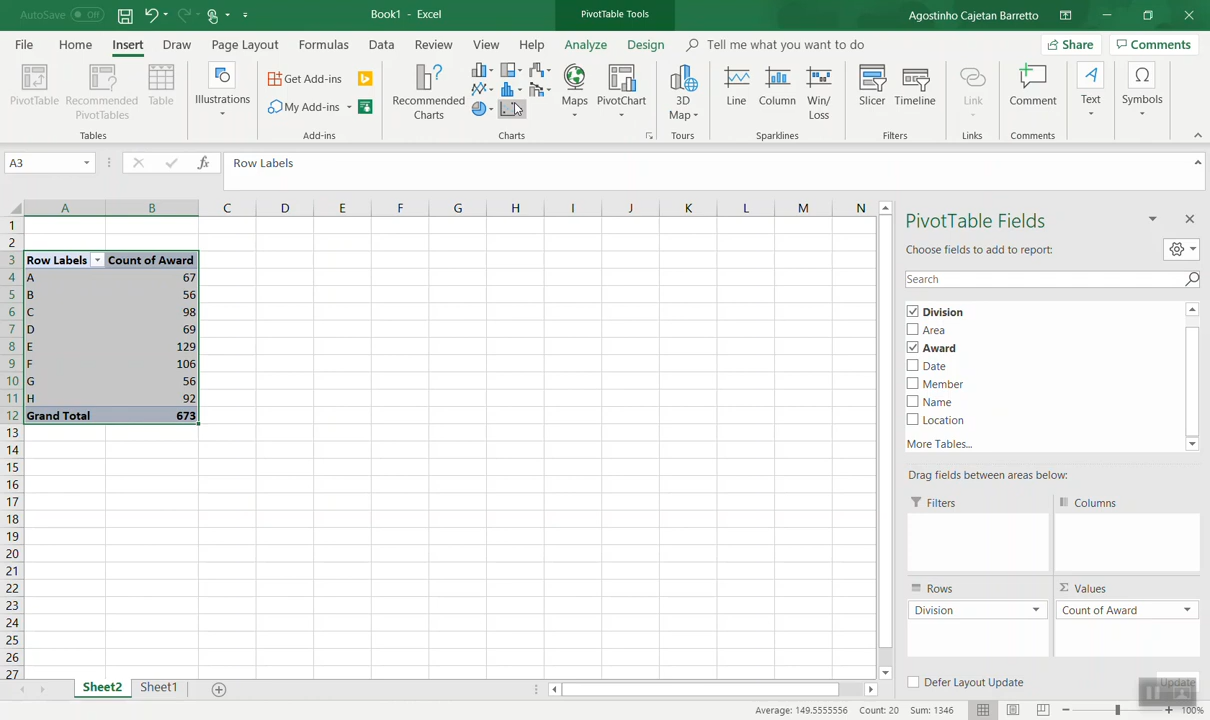 AutoSave Off Book1 - Excel PivotTable Tools Agostinho Cajetan Barretto
File Home Insert Draw Page Layout Formulas Data Review View Help Analyze Design Tell me what you want to do Share Comments
PivotTable Recommended PivotTables Table
Tables
Illustrations
Get Add-ins
My Add-ins
Add-ins
Recommended Charts
Maps PivotChart
Charts
3D Map
Tours
Line Column Win/Loss
Sparklines
Slicer Timeline
Filters
Link
Links
Comment
Comments
Text
Symbols
A3 fx Row Labels
A B C D E F G H I J K L M N
1
2
3 Row Labels Count of Award
4 A 67
5 B 56
6 C 98
7 D 69
8 E 129
9 F 106
10 G 56
11 H 92
12 Grand Total 673
13
14
15
16
17
18
19
20
21
22
23
24
25
26
27
PivotTable Fields
Choose fields to add to report:
Search
Division
Area
Award
Date
Member
Name
Location
More Tables...
Drag fields between areas below:
Filters Columns
Rows Σ Values
Division Count of Award
Defer Layout Update Update
Sheet2 Sheet1
Average: 149.5555556 Count: 20 Sum: 1346 100%